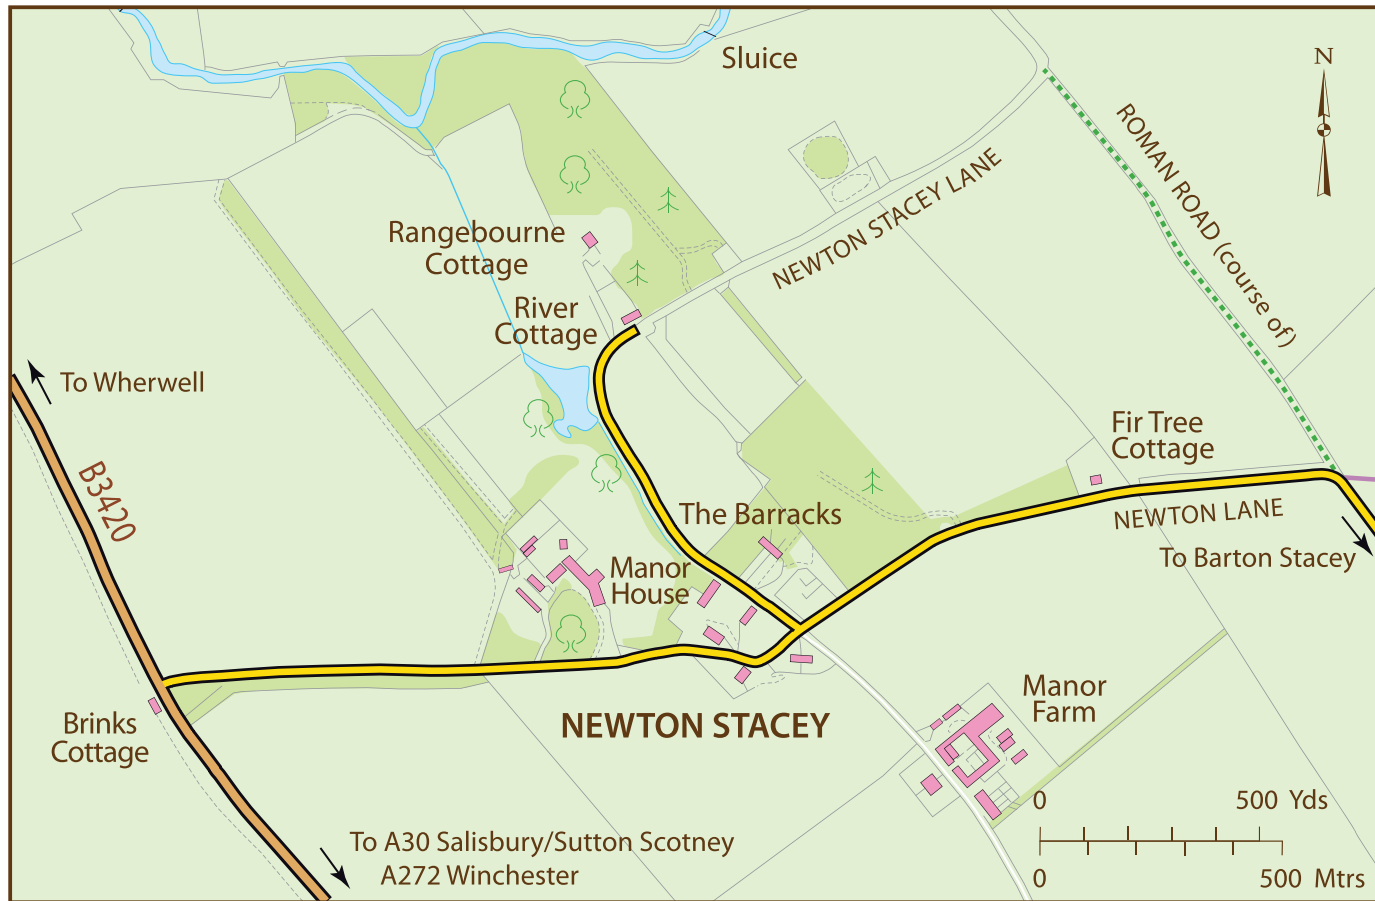 Sluice
N
ROMAN ROAD (course of)
NEWTON STACEY LANE
Rangebourne
Cottage
River
Cottage
To Wherwell
B3420
Fir Tree
Cottage
The Barracks
NEWTON LANE
To Barton Stacey
Manor
House
Manor
Farm
Brinks
Cottage
NEWTON STACEY
0 500 Yds
To A30 Salisbury/Sutton Scotney
A272 Winchester
0 500 Mtrs